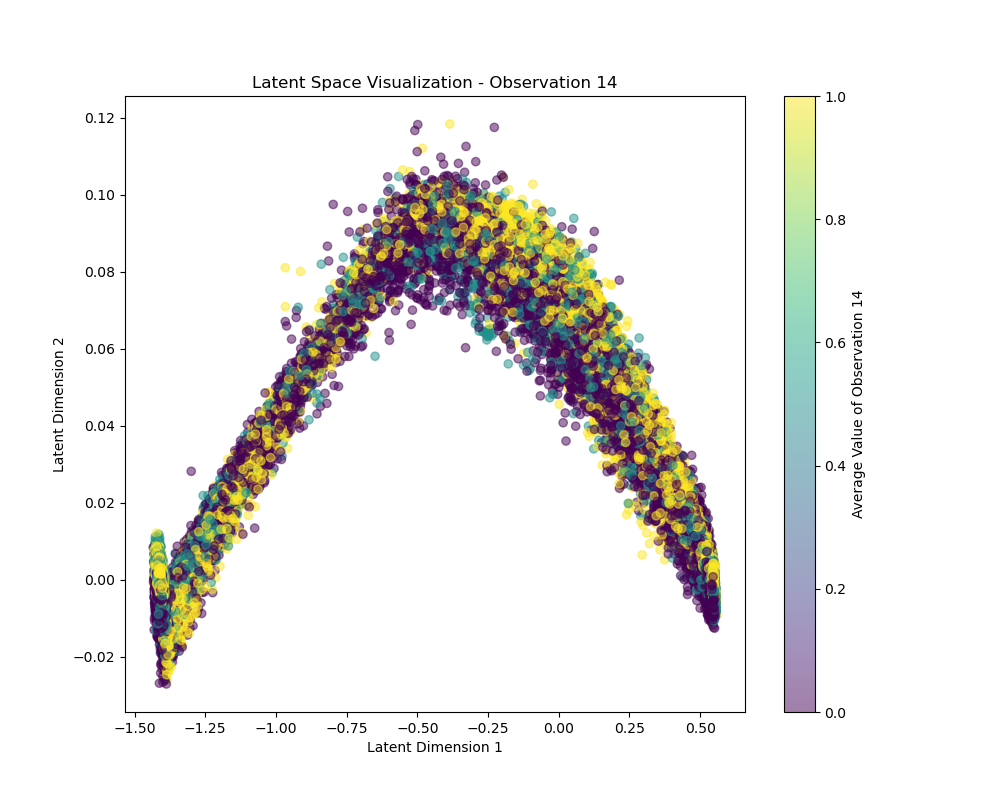 Latent Space Visualization - Observation 14
0.12
0.10
0.08
0.06
0.04
0.02
0.00
−0.02
Latent Dimension 2
−1.50 −1.25 −1.00 −0.75 −0.50 −0.25 0.00 0.25 0.50
Latent Dimension 1
1.0
0.8
0.6
0.4
0.2
0.0
Average Value of Observation 14